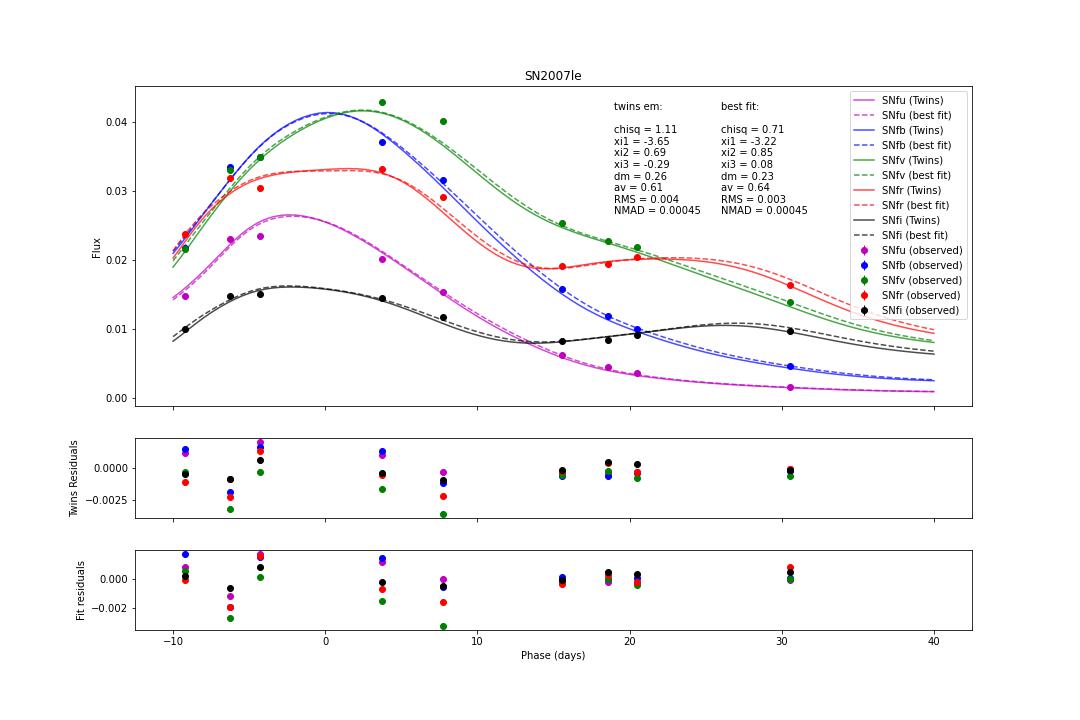 SN2007le
Flux
0.04
0.03
0.02
0.01
0.00
twins em:
chisq = 1.11
xi1 = -3.65
xi2 = 0.69
xi3 = -0.29
dm = 0.26
av = 0.61
RMS = 0.004
NMAD = 0.00045
best fit:
chisq = 0.71
xi1 = -3.22
xi2 = 0.85
xi3 = 0.08
dm = 0.23
av = 0.64
RMS = 0.003
NMAD = 0.00045
SNfu (Twins)
SNfu (best fit)
SNfb (Twins)
SNfb (best fit)
SNfv (Twins)
SNfv (best fit)
SNfr (Twins)
SNfr (best fit)
SNfi (Twins)
SNfi (best fit)
SNfu (observed)
SNfb (observed)
SNfv (observed)
SNfr (observed)
SNfi (observed)
Twins Residuals
0.0000
−0.0025
Fit residuals
0.000
−0.002
−10
0
10
20
30
40
Phase (days)